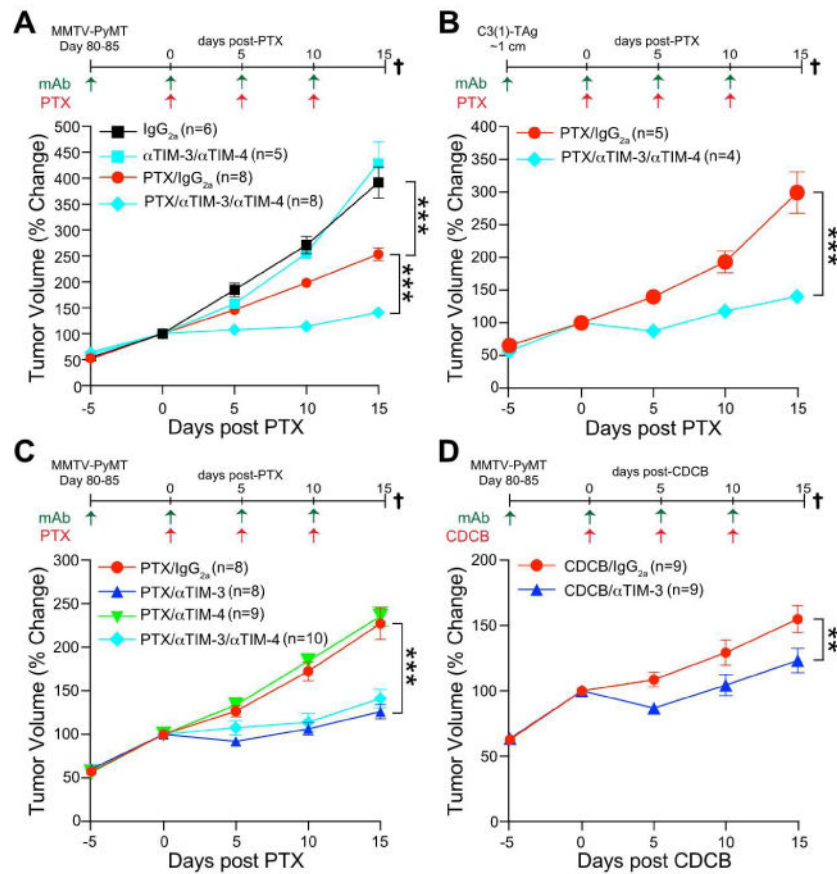 A
MMTV-PyMT
Day 80-85
days post-PTX
0 5 10 15 †
mAb
PTX
IgG2a (n=6)
αTIM-3/αTIM-4 (n=5)
PTX/IgG2a (n=8)
PTX/αTIM-3/αTIM-4 (n=8)
Tumor Volume (% Change)
500
450
400
350
300
250
200
150
100
50
0
***
***
-5 0 5 10 15
Days post PTX
B
C3(1)-TAg
~1 cm
days post-PTX
0 5 10 15 †
mAb
PTX
PTX/IgG2a (n=5)
PTX/αTIM-3/αTIM-4 (n=4)
Tumor Volume (% Change)
400
350
300
250
200
150
100
50
0
***
-5 0 5 10 15
Days post PTX
C
MMTV-PyMT
Day 80-85
days post-PTX
0 5 10 15 †
mAb
PTX
PTX/IgG2a (n=8)
PTX/αTIM-3 (n=8)
PTX/αTIM-4 (n=9)
PTX/αTIM-3/αTIM-4 (n=10)
Tumor Volume (% Change)
300
250
200
150
100
50
0
***
-5 0 5 10 15
Days post PTX
D
MMTV-PyMT
Day 80-85
days post-CDCB
0 5 10 15 †
mAb
CDCB
CDCB/IgG2a (n=9)
CDCB/αTIM-3 (n=9)
Tumor Volume (% Change)
200
150
100
50
0
**
-5 0 5 10 15
Days post CDCB